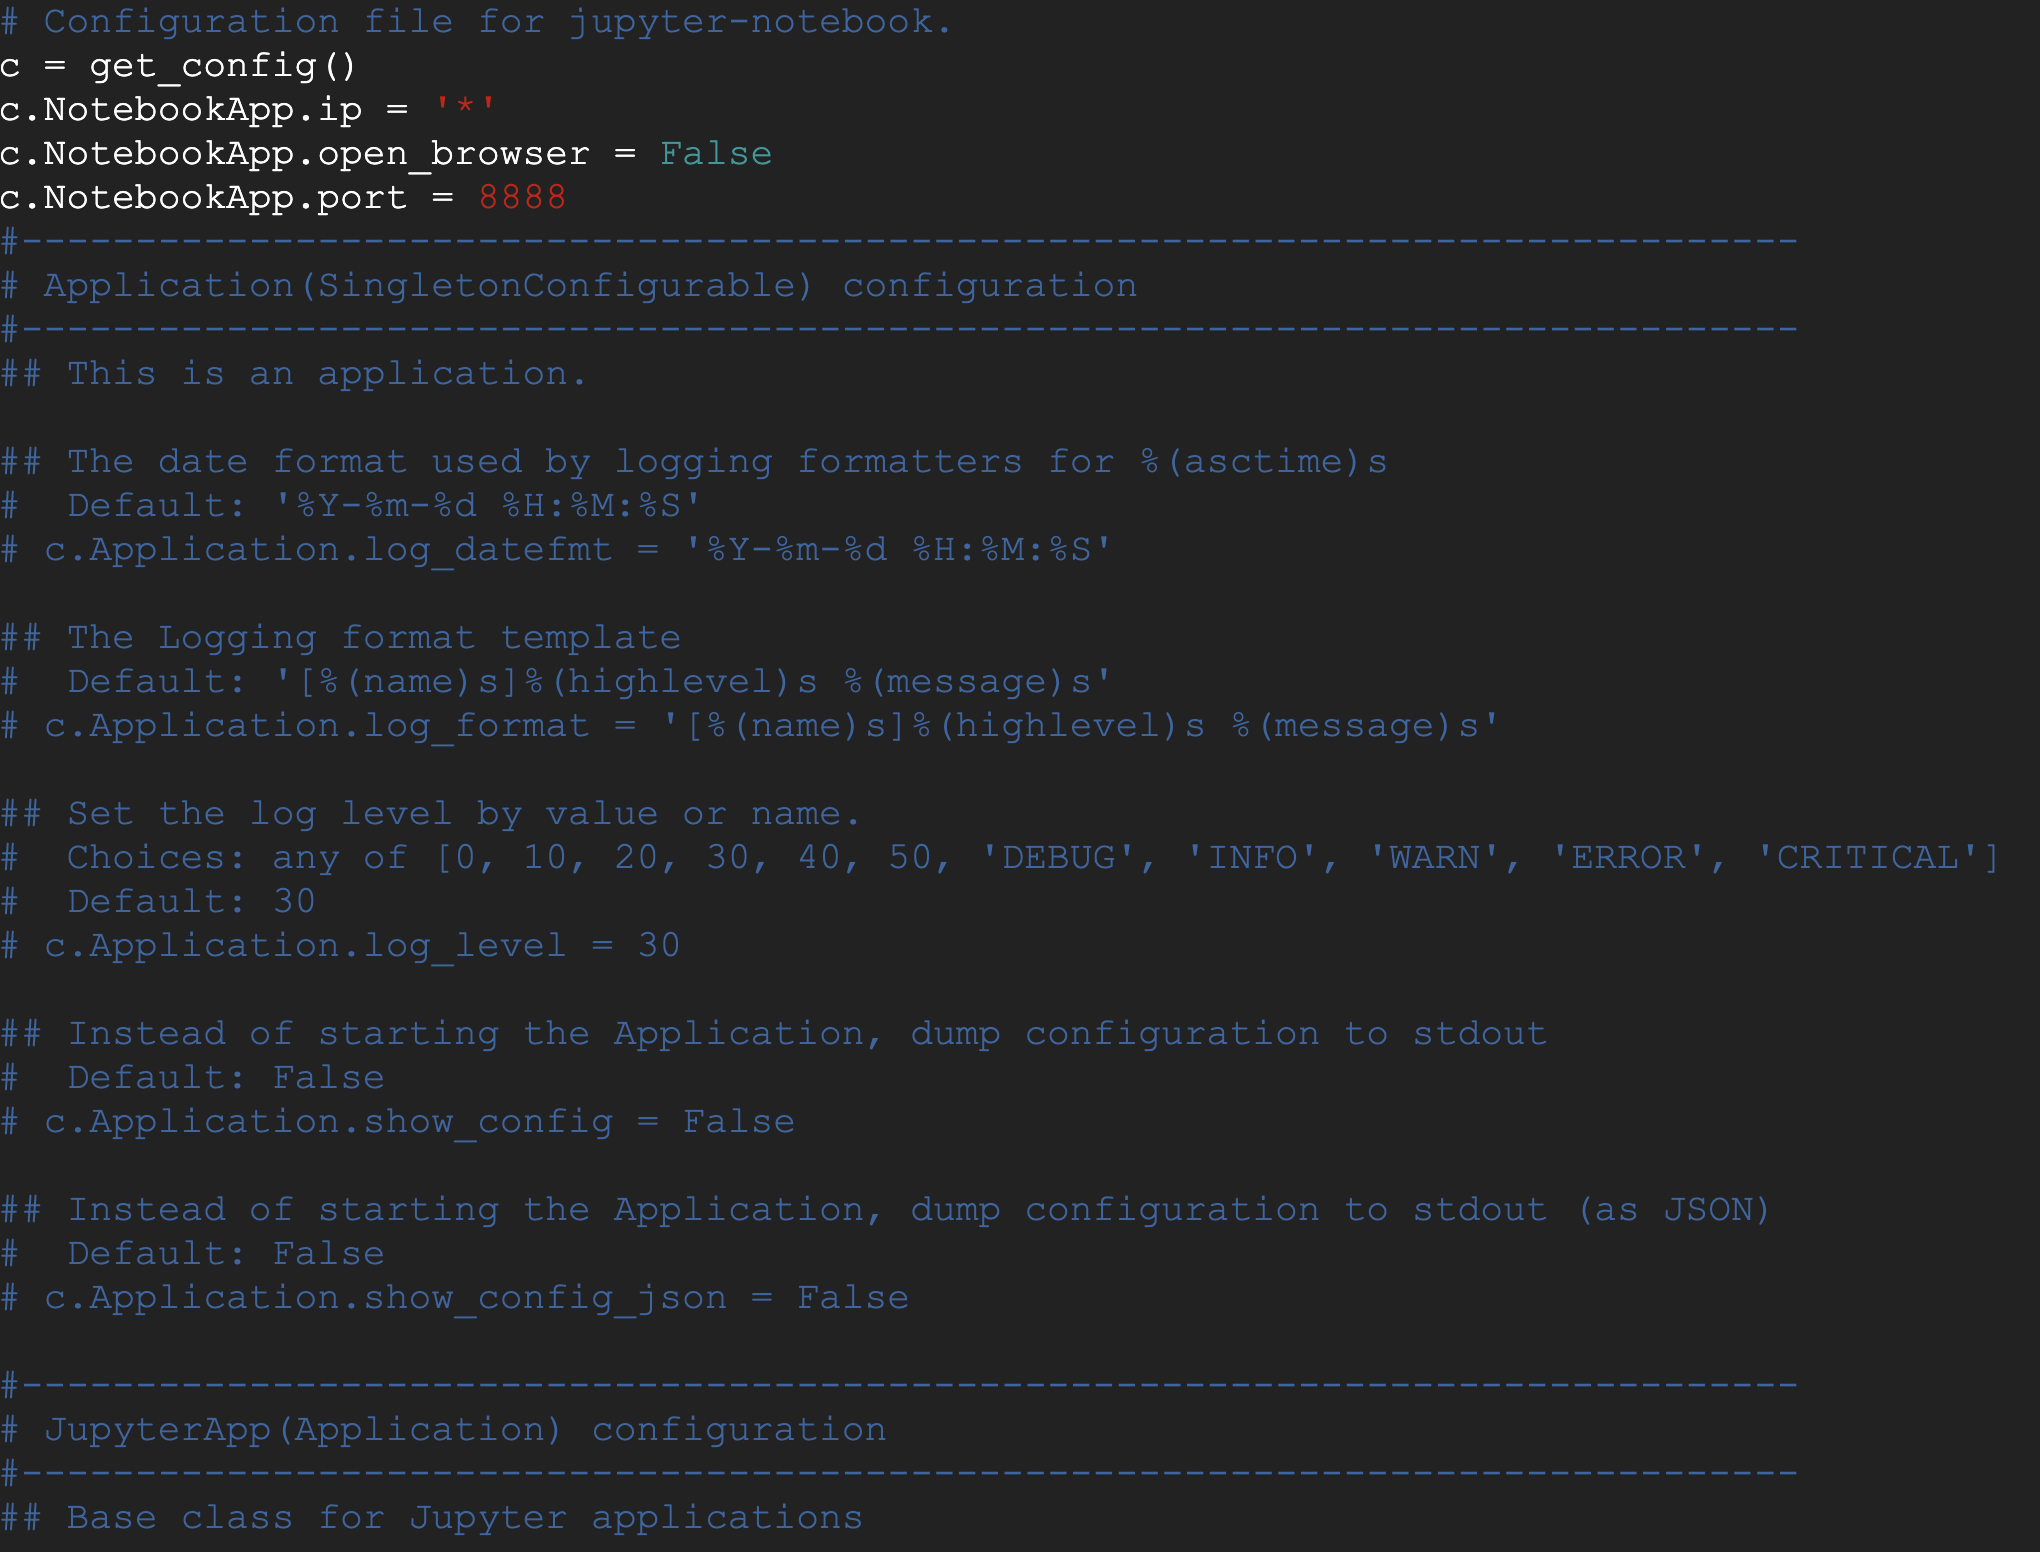 # Configuration file for jupyter-notebook.
c = get_config()
c.NotebookApp.ip = '*'
c.NotebookApp.open_browser = False
c.NotebookApp.port = 8888
#------------------------------------------------------------------------------
# Application(SingletonConfigurable) configuration
#------------------------------------------------------------------------------
## This is an application.

## The date format used by logging formatters for %(asctime)s
#  Default: '%Y-%m-%d %H:%M:%S'
# c.Application.log_datefmt = '%Y-%m-%d %H:%M:%S'

## The Logging format template
#  Default: '[%(name)s]%(highlevel)s %(message)s'
# c.Application.log_format = '[%(name)s]%(highlevel)s %(message)s'

## Set the log level by value or name.
#  Choices: any of [0, 10, 20, 30, 40, 50, 'DEBUG', 'INFO', 'WARN', 'ERROR', 'CRITICAL']
#  Default: 30
# c.Application.log_level = 30

## Instead of starting the Application, dump configuration to stdout
#  Default: False
# c.Application.show_config = False

## Instead of starting the Application, dump configuration to stdout (as JSON)
#  Default: False
# c.Application.show_config_json = False

#------------------------------------------------------------------------------
# JupyterApp(Application) configuration
#------------------------------------------------------------------------------
## Base class for Jupyter applications